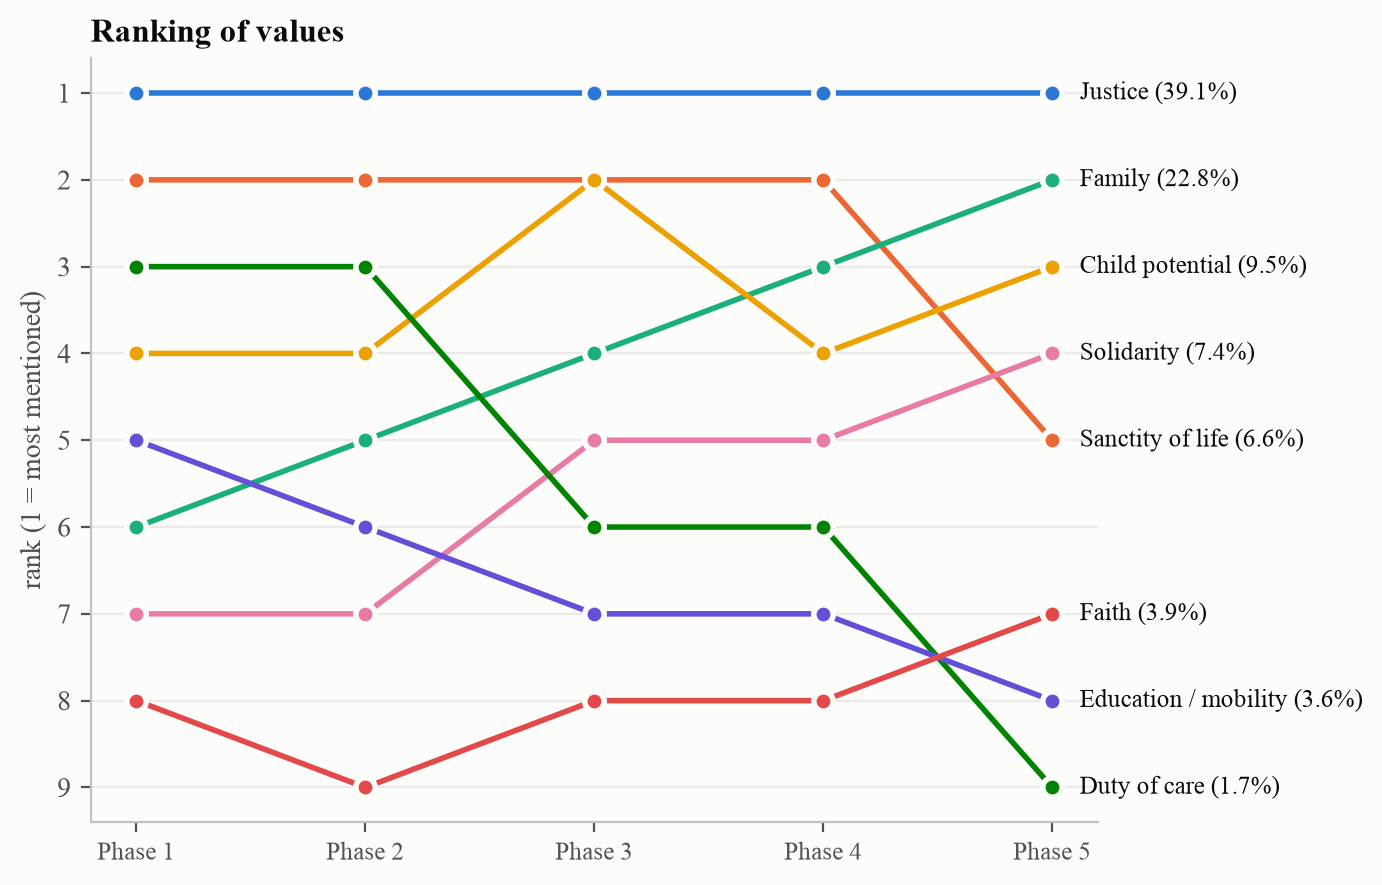 Ranking of values
rank (1 = most mentioned)
1
2
3
4
5
6
7
8
9
Justice (39.1%)
Family (22.8%)
Child potential (9.5%)
Solidarity (7.4%)
Sanctity of life (6.6%)
Faith (3.9%)
Education / mobility (3.6%)
Duty of care (1.7%)
Phase 1
Phase 2
Phase 3
Phase 4
Phase 5